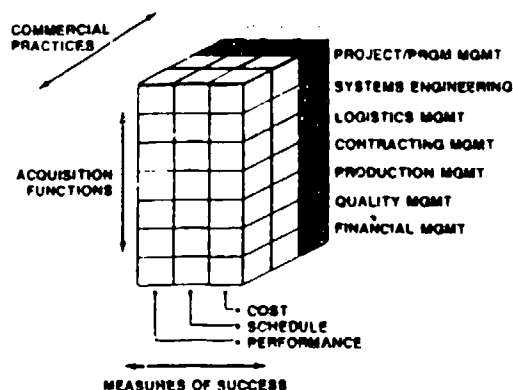 COMMERCIAL
PRACTICES
PROJECT/PRGM MGMT
SYSTEMS ENGINEERING
LOGISTICS MGMT
CONTRACTING MGMT
PRODUCTION MGMT
QUALITY MGMT
FINANCIAL MGMT
ACQUISITION
FUNCTIONS
COST
SCHEDULE
PERFORMANCE
MEASURES OF SUCCESS